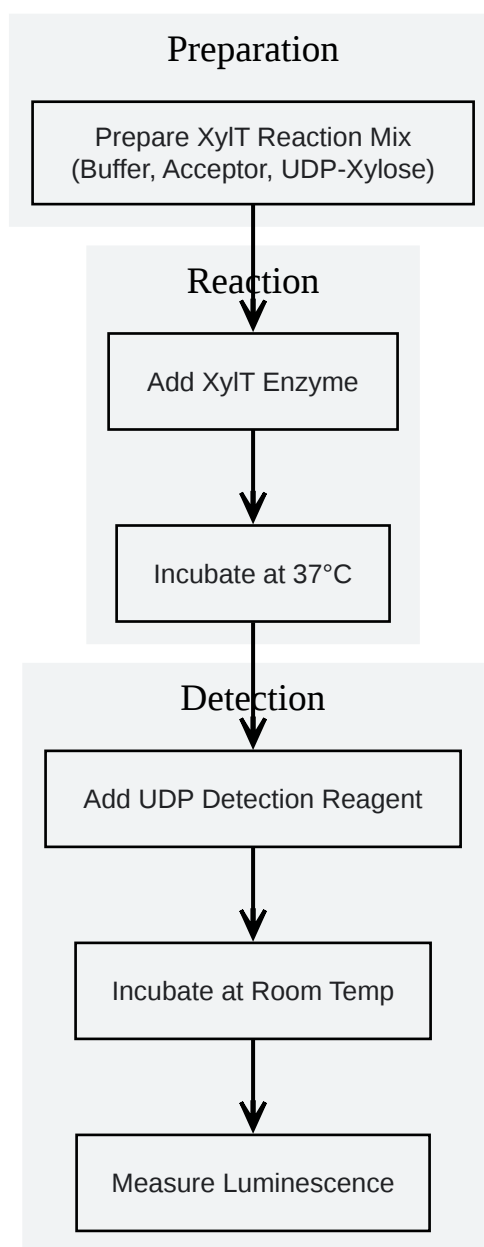 Preparation
Prepare XylT Reaction Mix
(Buffer, Acceptor, UDP-Xylose)
Reaction
Add XylT Enzyme
Incubate at 37°C
Detection
Add UDP Detection Reagent
Incubate at Room Temp
Measure Luminescence